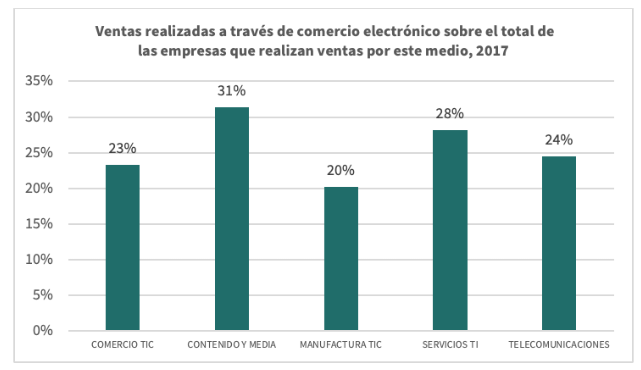 Ventas realizadas a través de comercio electrónico sobre el total de
las empresas que realizan ventas por este medio, 2017
35%
30%
25%
20%
15%
10%
5%
0%
23%
31%
20%
28%
24%
COMERCIO TIC
CONTENIDO Y MEDIA
MANUFACTURA TIC
SERVICIOS TI
TELECOMUNICACIONES